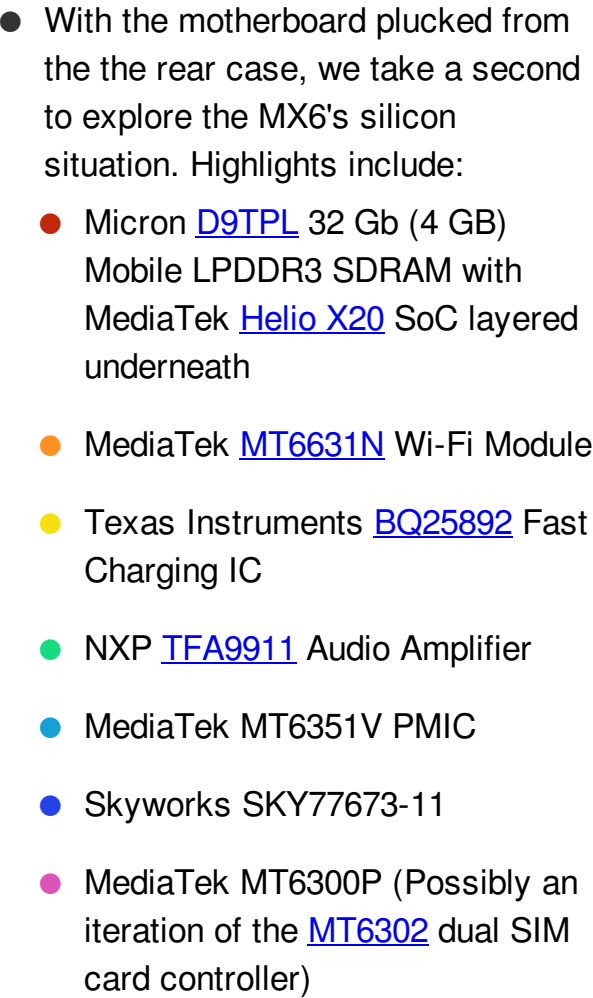 With the motherboard plucked from
the the rear case, we take a second
to explore the MX6's silicon
situation. Highlights include:
Micron D9TPL 32 Gb (4 GB)
Mobile LPDDR3 SDRAM with
MediaTek Helio X20 SoC layered
underneath
MediaTek MT6631N Wi-Fi Module
Texas Instruments BQ25892 Fast
Charging IC
NXP TFA9911 Audio Amplifier
MediaTek MT6351V PMIC
Skyworks SKY77673-11
MediaTek MT6300P (Possibly an
iteration of the MT6302 dual SIM
card controller)